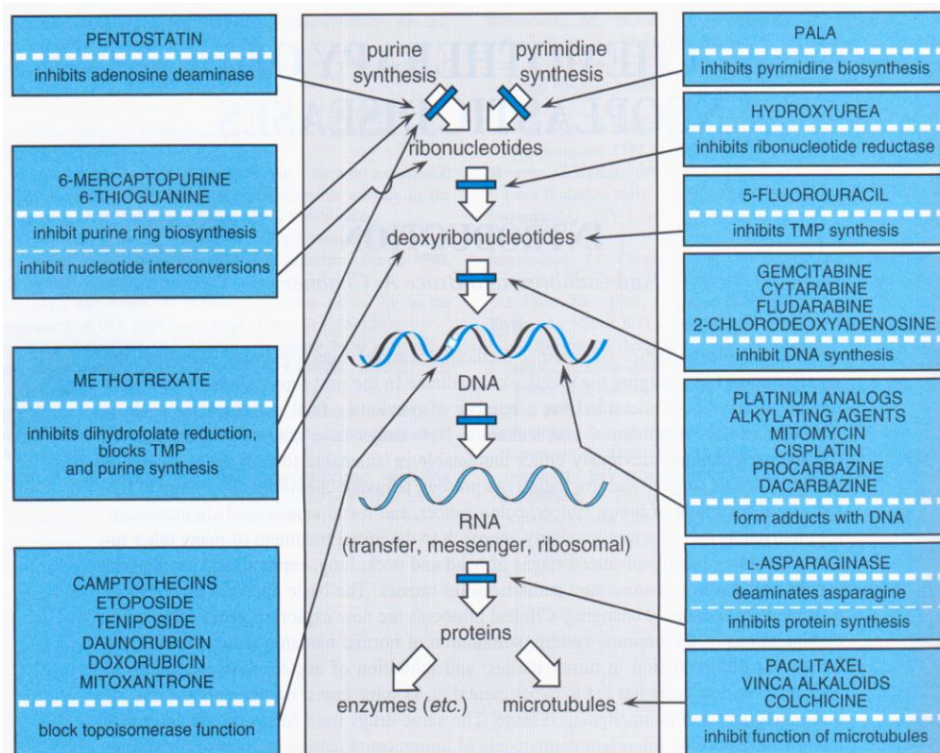 PENTOSTATIN
inhibits adenosine deaminase
6-MERCAPTOPURINE
6-THIOGUANINE
inhibit purine ring biosynthesis
inhibit nucleotide interconversions
METHOTREXATE
inhibits dihydrofolate reduction,
blocks TMP
and purine synthesis
CAMPTOTHECINS
ETOPOSIDE
TENIPOSIDE
DAUNORUBICIN
DOXORUBICIN
MITOXANTRONE
block topoisomerase function
purine
synthesis
pyrimidine
synthesis
ribonucleotides
deoxyribonucleotides
DNA
RNA
(transfer, messenger, ribosomal)
proteins
enzymes (etc.)
microtubules
PALA
inhibits pyrimidine biosynthesis
HYDROXYUREA
inhibits ribonucleotide reductase
5-FLUOROURACIL
inhibits TMP synthesis
GEMCITABINE
CYTARABINE
FLUDARABINE
2-CHLORODEOXYADENOSINE
inhibit DNA synthesis
PLATINUM ANALOGS
ALKYLATING AGENTS
MITOMYCIN
CISPLATIN
PROCARBAZINE
DACARBAZINE
form adducts with DNA
L-ASPARAGINASE
deaminates asparagine
inhibits protein synthesis
PACLITAXEL
VINCA ALKALOIDS
COLCHICINE
inhibit function of microtubules